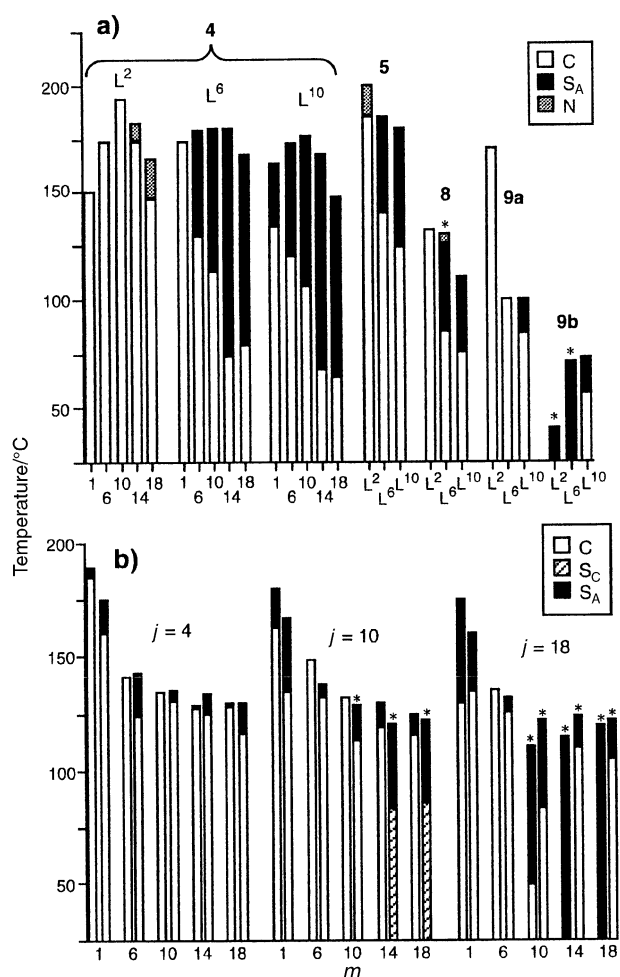 a)
4
L²
L⁶
L¹⁰
5
8
9a
9b
C
S_A
N
200
150
100
50
* * *
1 6 10 14 18
1 6 10 14 18
1 6 10 14 18
L² L⁶ L¹⁰
L² L⁶ L¹⁰
L² L⁶ L¹⁰
L² L⁶ L¹⁰
Temperature/°C
b)
C
S_C
S_A
j = 4
j = 10
j = 18
200
150
100
50
* * * * * * * * *
1 6 10 14 18
1 6 10 14 18
1 6 10 14 18
m